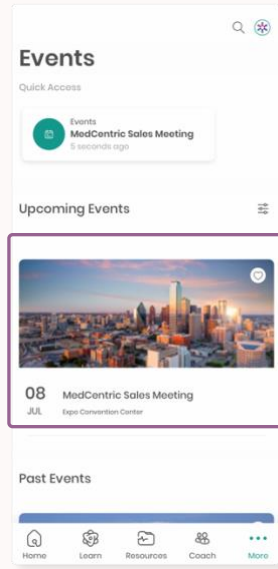 Events
Quick Access
Events
MedCentric Sales Meeting
5 seconds ago
Upcoming Events
08
MedCentric Sales Meeting
JUL
Expo Convention Center
Past Events
Home
Learn
Resources
Coach
More